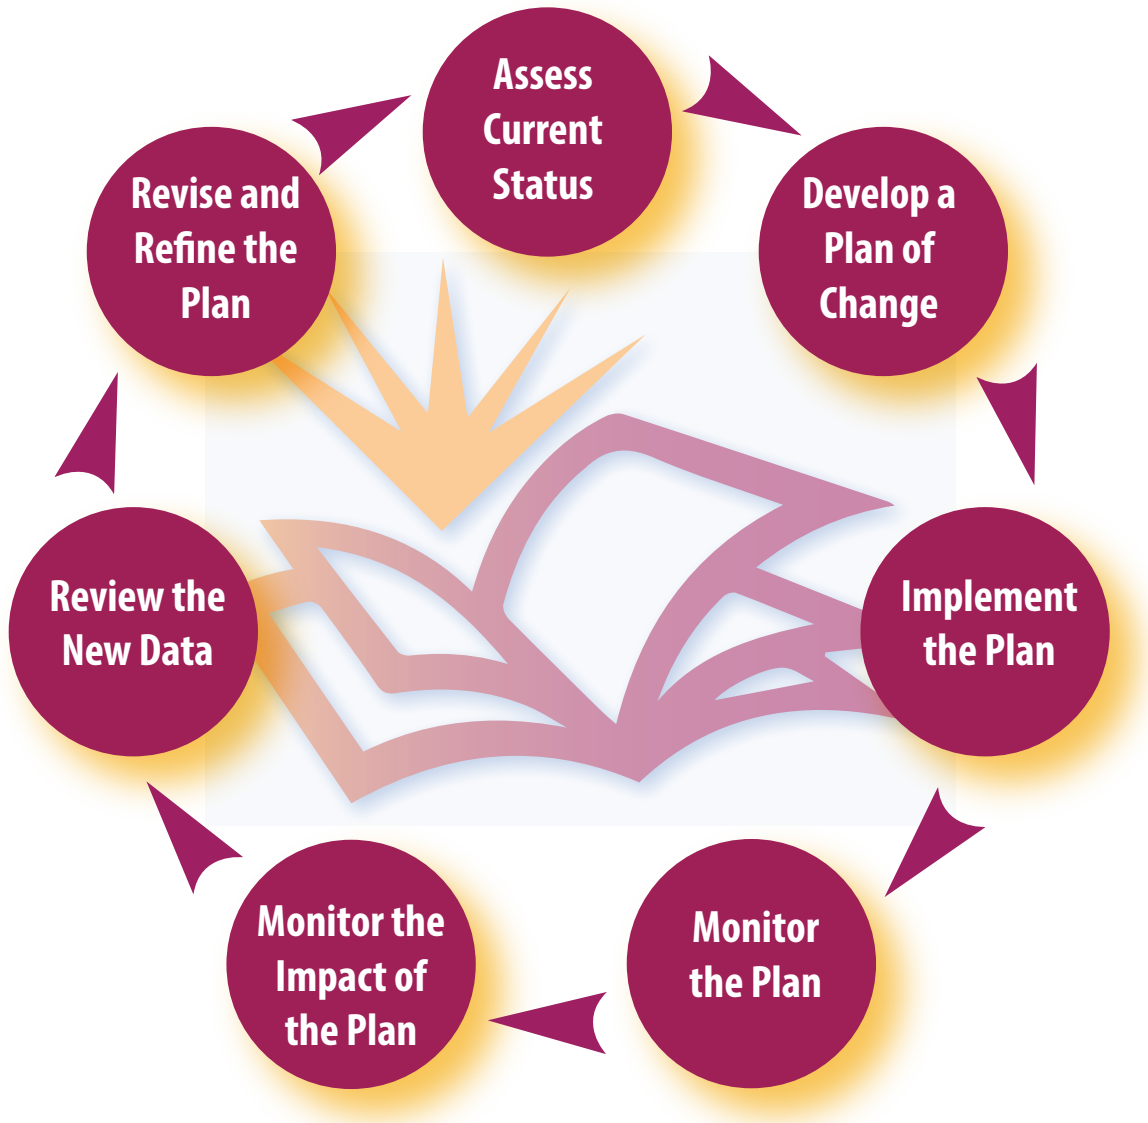 Assess
Current
Status
Develop a
Plan of
Change
Implement
the Plan
Monitor
the Plan
Monitor the
Impact of
the Plan
Review the
New Data
Revise and
Refine the
Plan